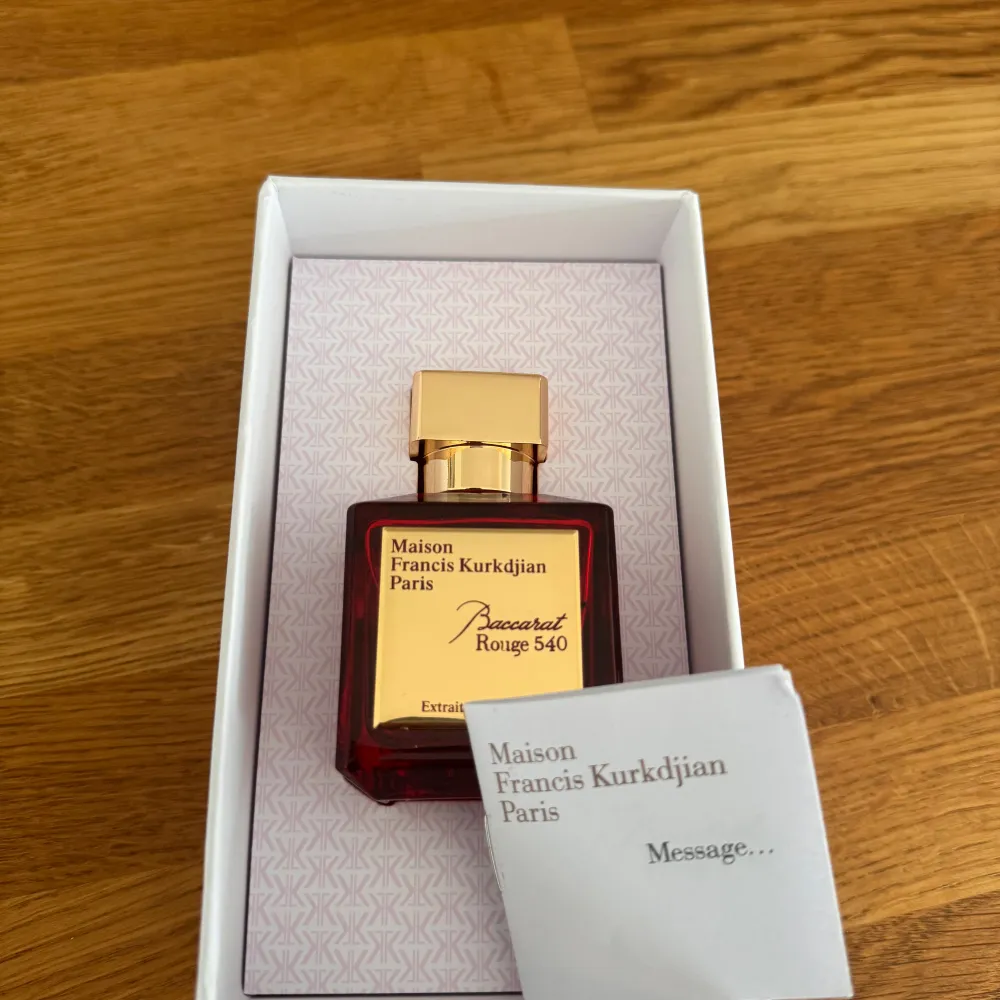 Maison
Francis Kurkdjian
Paris
Baccarat
Rouge 540
Extrait
Maison
Francis Kurkdjian
Paris
Message...